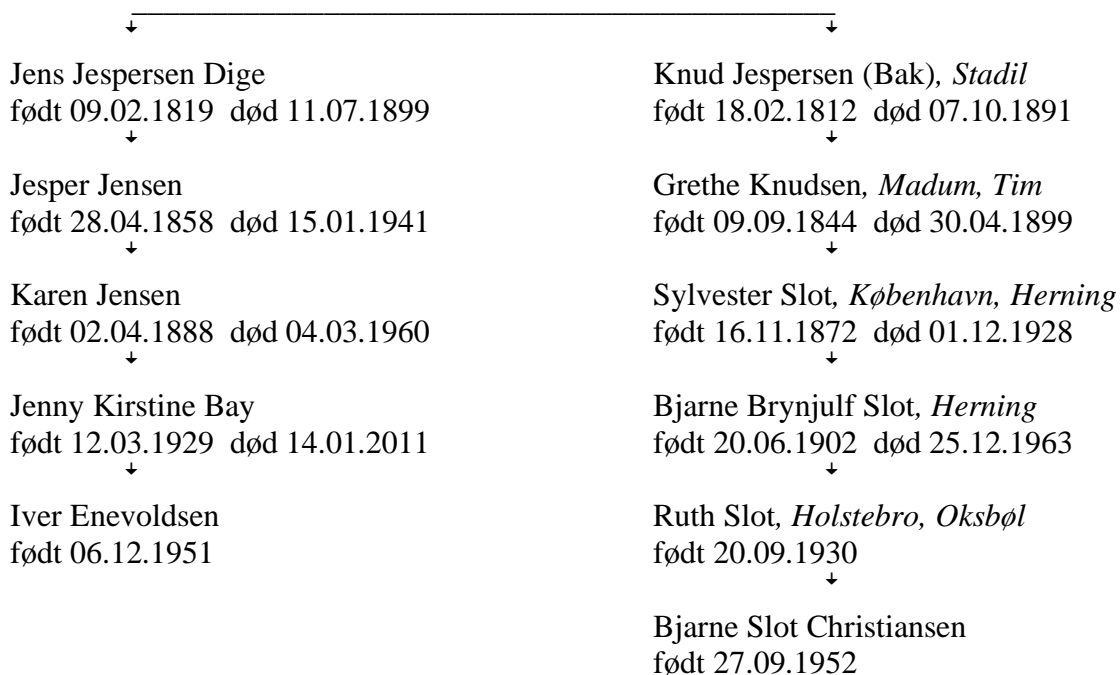 Jens Jespersen Dige
født 09.02.1819 død 11.07.1899
Jesper Jensen
født 28.04.1858 død 15.01.1941
Karen Jensen
født 02.04.1888 død 04.03.1960
Jenny Kirstine Bay
født 12.03.1929 død 14.01.2011
Iver Enevoldsen
født 06.12.1951
Knud Jespersen (Bak), Stadil
født 18.02.1812 død 07.10.1891
Grethe Knudsen, Madum, Tim
født 09.09.1844 død 30.04.1899
Sylvester Slot, København, Herning
født 16.11.1872 død 01.12.1928
Bjarne Brynjulf Slot, Herning
født 20.06.1902 død 25.12.1963
Ruth Slot, Holstebro, Oksbøl
født 20.09.1930
Bjarne Slot Christiansen
født 27.09.1952